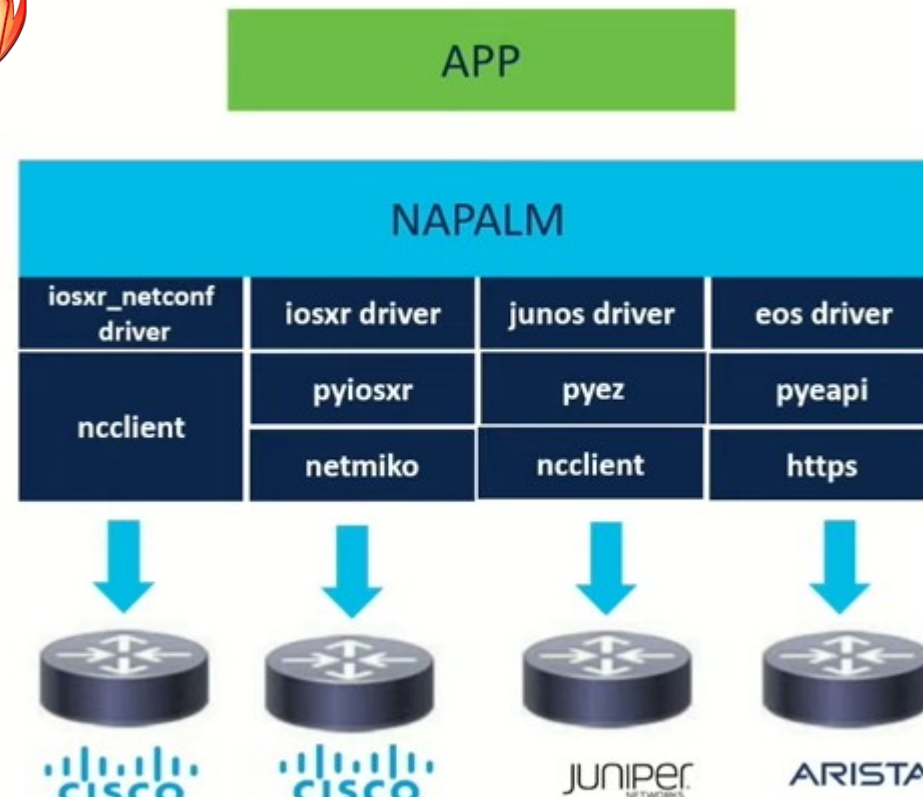 APP
NAPALM
iosxr_netconf
driver
iosxr driver
junos driver
eos driver
ncclient
pyiosxr
pyez
pyeapi
netmiko
ncclient
https
CISCO
CISCO
JUNIPER
NETWORKS
ARISTA